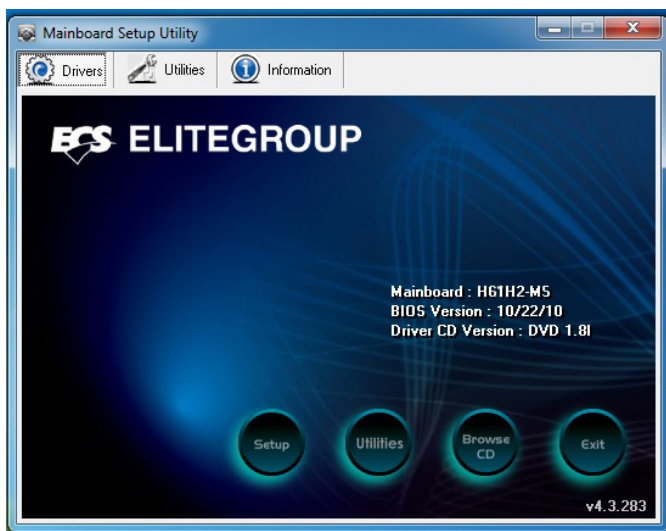 Mainboard Setup Utility
Drivers Utilities Information
ECS ELITEGROUP
Mainboard : H61H2-M5
BIOS Version : 10/22/10
Driver CD Version : DVD 1.8I
Setup Utilities Browse CD Exit
v4.3.283